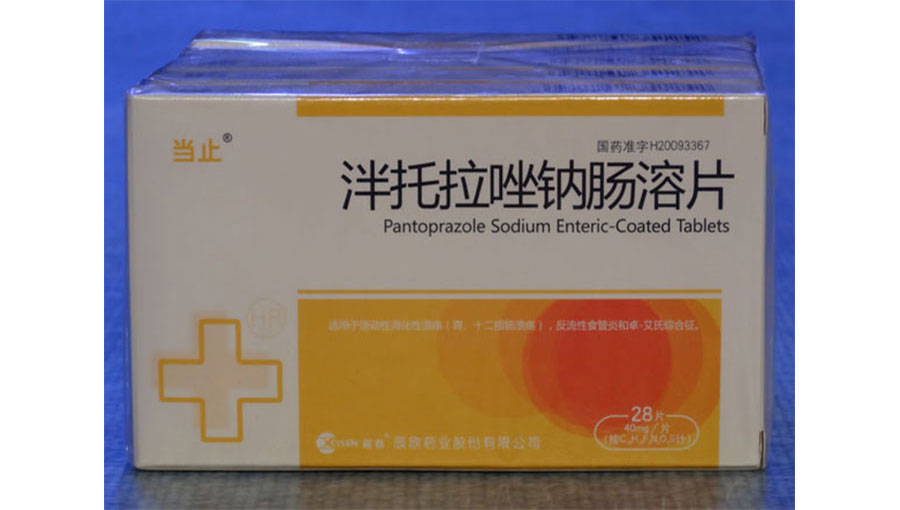 当止®
国药准字H20093367
泮托拉唑钠肠溶片
Pantoprazole Sodium Enteric-Coated Tablets
HR
适用于活动性消化性溃疡（胃、十二指肠溃疡），反流性食管炎和卓-艾氏综合征。
28片
40mg／片
CISEN 辰欣药业股份有限公司